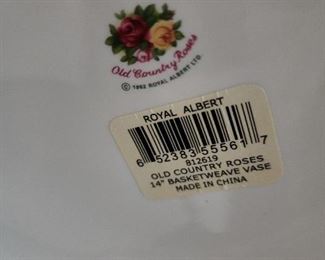 Old Country Roses
© 1962 ROYAL ALBERT LTD.
ROYAL ALBERT
6 52383 55561 7
812619
OLD COUNTRY ROSES
14" BASKETWEAVE VASE
MADE IN CHINA